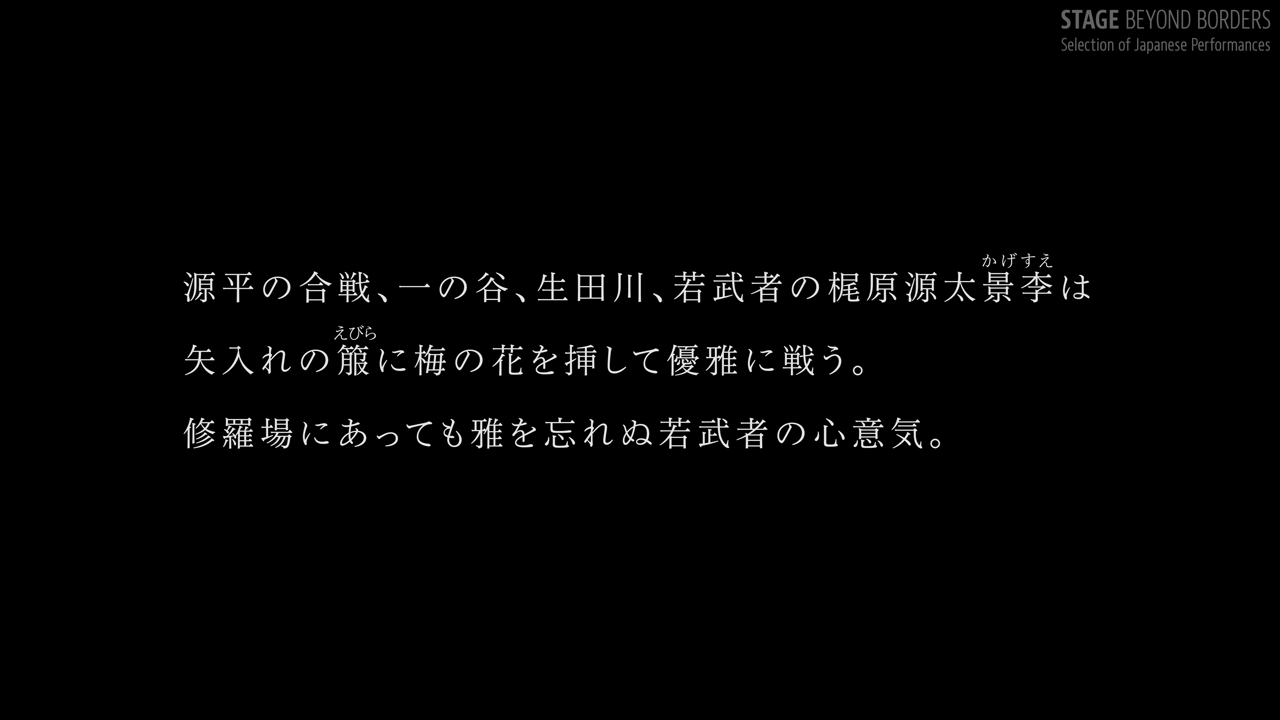 STAGE BEYOND BORDERS
Selection of Japanese Performances
かげすえ
源平の合戦、一の谷、生田川、若武者の梶原源太景李は
えびら
矢入れの箙に梅の花を挿して優雅に戦う。
修羅場にあっても雅を忘れぬ若武者の心意気。